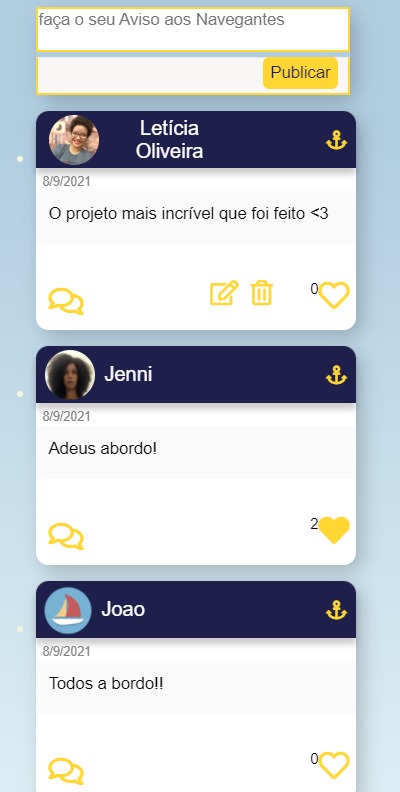 faça o seu Aviso aos Navegantes
Publicar
Letícia
Oliveira
8/9/2021
O projeto mais incrível que foi feito <3
0
Jenni
8/9/2021
Adeus abordo!
2
Joao
8/9/2021
Todos a bordo!!
0